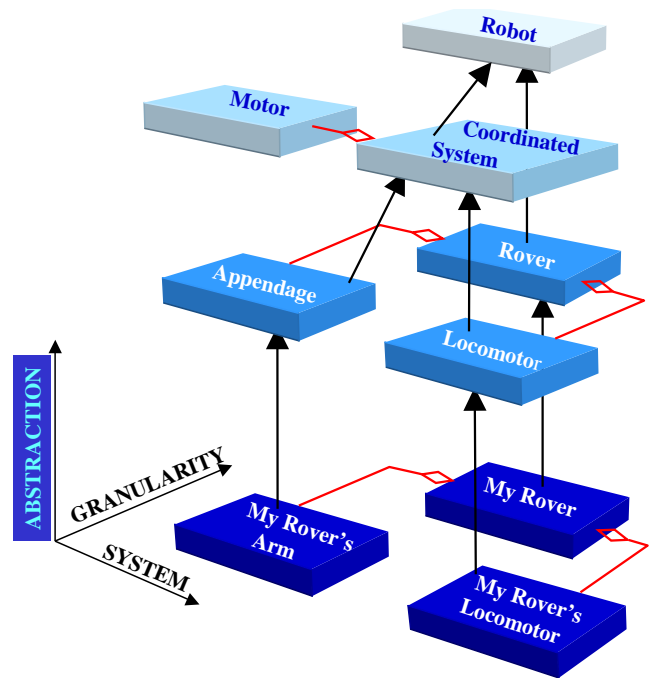 Robot
Motor
Coordinated
System
Rover
Appendage
Locomotor
ABSTRACTION
GRANULARITY
SYSTEM
My Rover's
Arm
My Rover
My Rover's
Locomotor